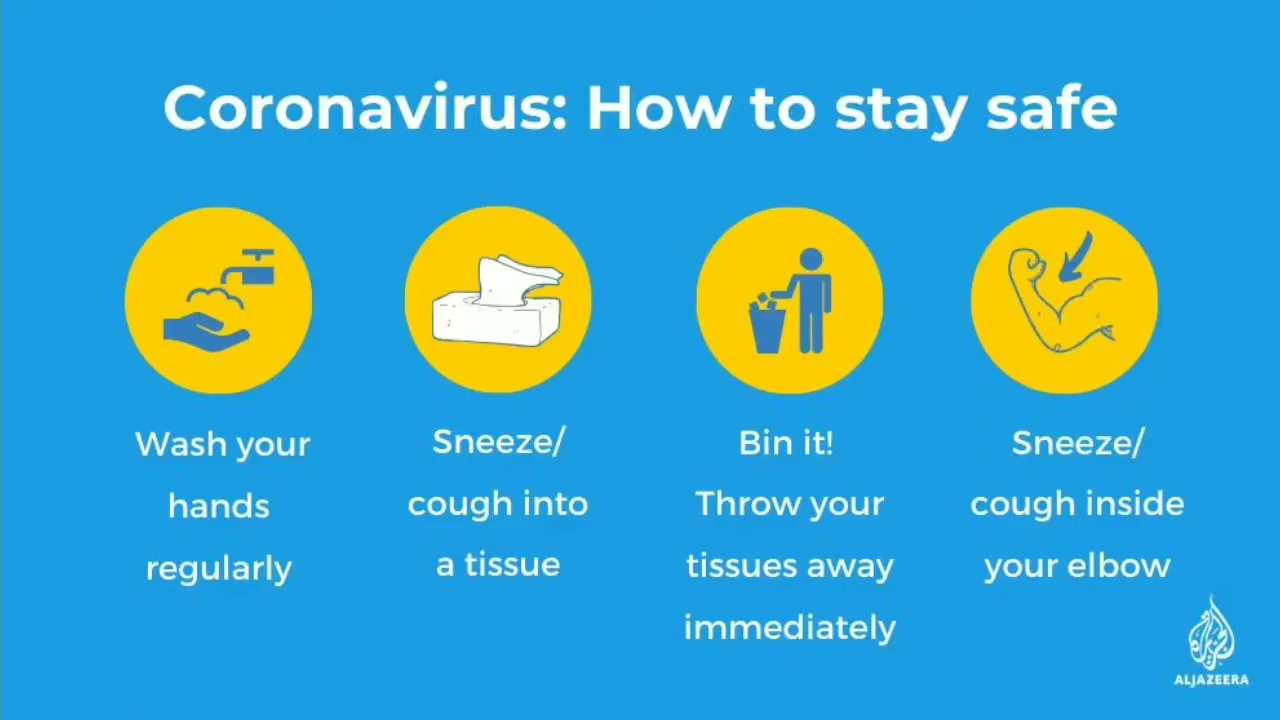 Coronavirus: How to stay safe
Wash your
hands
regularly
Sneeze/
cough into
a tissue
Bin it!
Throw your
tissues away
immediately
Sneeze/
cough inside
your elbow
ALJAZEERA